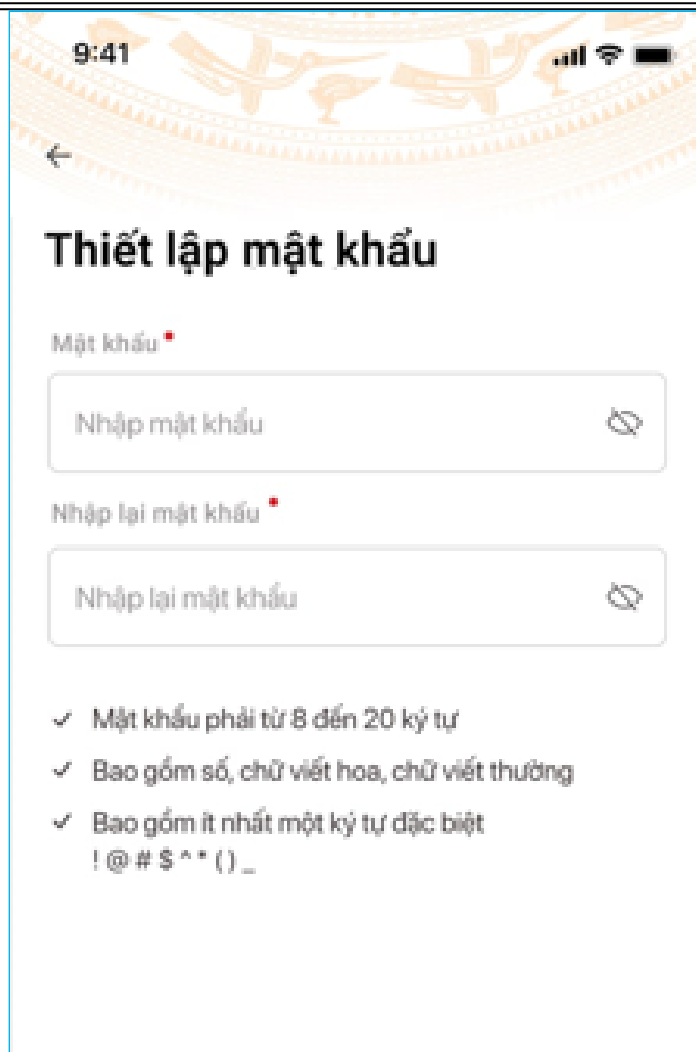 9:41
Thiết lập mật khẩu
Mật khẩu
Nhập mật khẩu
Nhập lại mật khẩu
Nhập lại mật khẩu
Mật khẩu phải từ 8 đến 20 ký tự
Bao gồm số, chữ viết hoa, chữ viết thường
Bao gồm ít nhất một ký tự đặc biệt
! @ # $ ^ * ( ) _